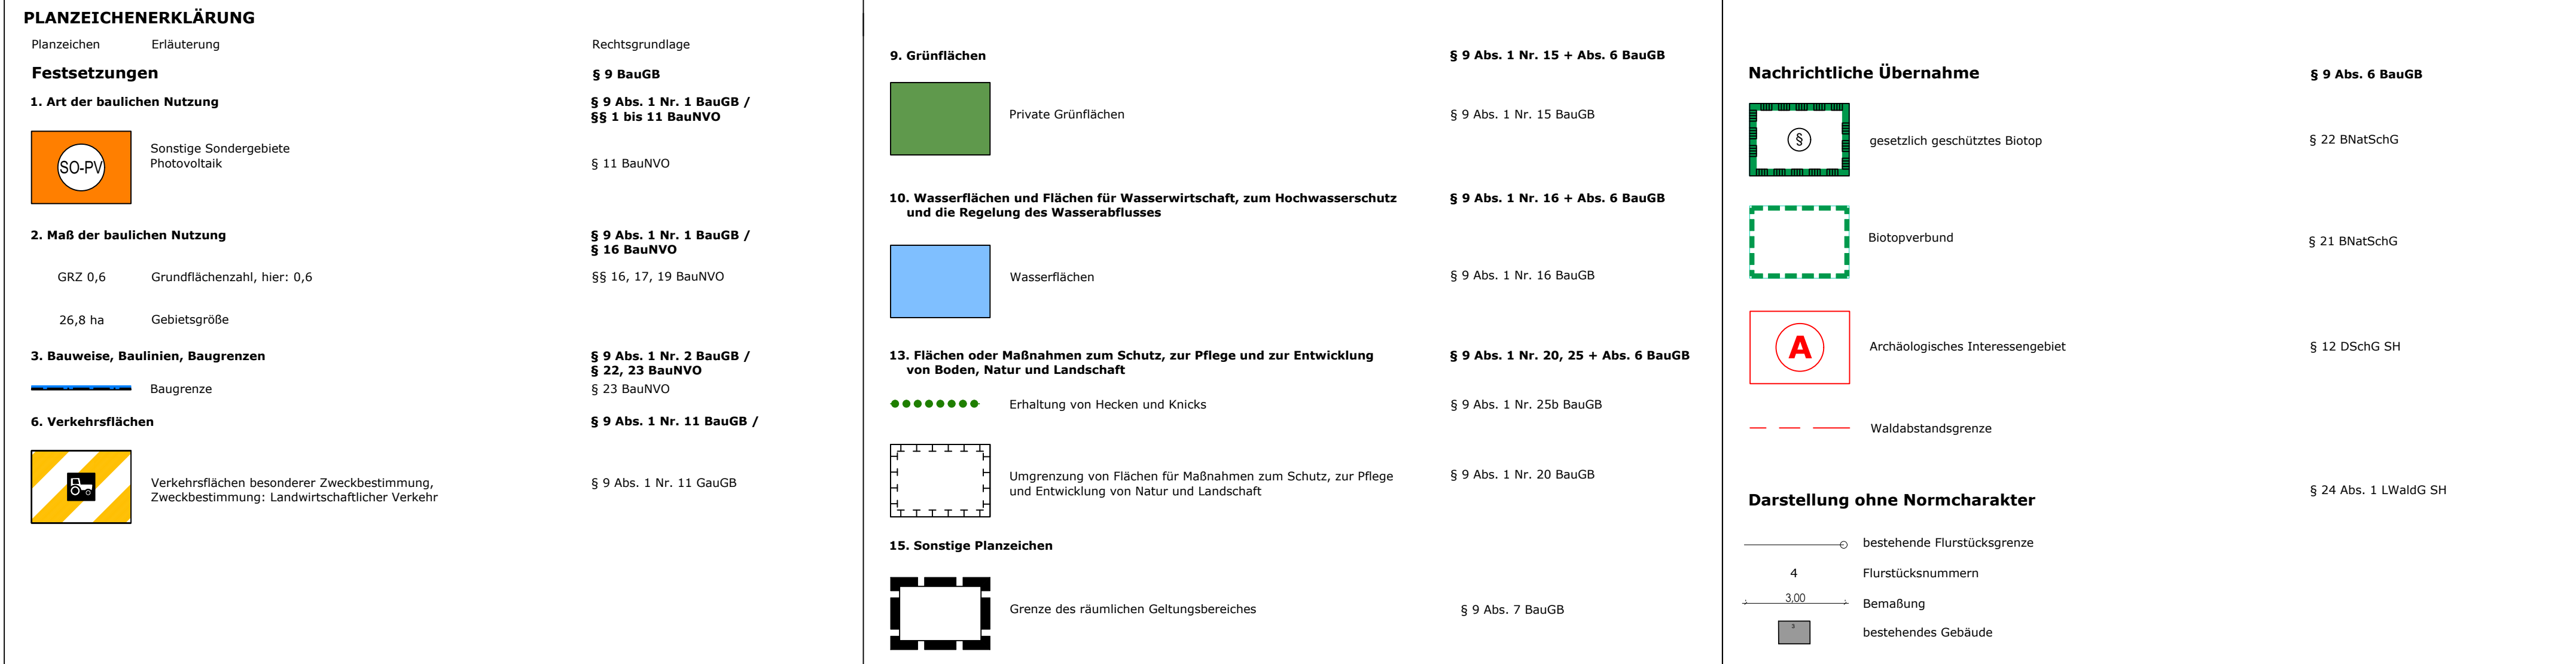 PLANZEICHENERKLÄRUNG
Planzeichen Erläuterung Rechtsgrundlage
Festsetzungen § 9 BauGB
1. Art der baulichen Nutzung § 9 Abs. 1 Nr. 1 BauGB /
§§ 1 bis 11 BauNVO
Sonstige Sondergebiete
SO-PV Photovoltaik § 11 BauNVO
2. Maß der baulichen Nutzung § 9 Abs. 1 Nr. 1 BauGB /
§ 16 BauNVO
GRZ 0,6 Grundflächenzahl, hier: 0,6 §§ 16, 17, 19 BauNVO
26,8 ha Gebietsgröße
3. Bauweise, Baulinien, Baugrenzen § 9 Abs. 1 Nr. 2 BauGB /
§ 22, 23 BauNVO
Baugrenze § 23 BauNVO
6. Verkehrsflächen § 9 Abs. 1 Nr. 11 BauGB /
Verkehrsflächen besonderer Zweckbestimmung, § 9 Abs. 1 Nr. 11 GauGB
Zweckbestimmung: Landwirtschaftlicher Verkehr
9. Grünflächen § 9 Abs. 1 Nr. 15 + Abs. 6 BauGB
Private Grünflächen § 9 Abs. 1 Nr. 15 BauGB
10. Wasserflächen und Flächen für Wasserwirtschaft, zum Hochwasserschutz § 9 Abs. 1 Nr. 16 + Abs. 6 BauGB
und die Regelung des Wasserabflusses
Wasserflächen § 9 Abs. 1 Nr. 16 BauGB
13. Flächen oder Maßnahmen zum Schutz, zur Pflege und zur Entwicklung § 9 Abs. 1 Nr. 20, 25 + Abs. 6 BauGB
von Boden, Natur und Landschaft
Erhaltung von Hecken und Knicks § 9 Abs. 1 Nr. 25b BauGB
Umgrenzung von Flächen für Maßnahmen zum Schutz, zur Pflege § 9 Abs. 1 Nr. 20 BauGB
und Entwicklung von Natur und Landschaft
15. Sonstige Planzeichen
Grenze des räumlichen Geltungsbereiches § 9 Abs. 7 BauGB
Nachrichtliche Übernahme § 9 Abs. 6 BauGB
§ gesetzlich geschütztes Biotop § 22 BNatSchG
Biotopverbund § 21 BNatSchG
A Archäologisches Interessengebiet § 12 DSchG SH
Waldabstandsgrenze
§ 24 Abs. 1 LWaldG SH
Darstellung ohne Normcharakter
bestehende Flurstücksgrenze
4 Flurstücksnummern
3,00 Bemaßung
3 bestehendes Gebäude